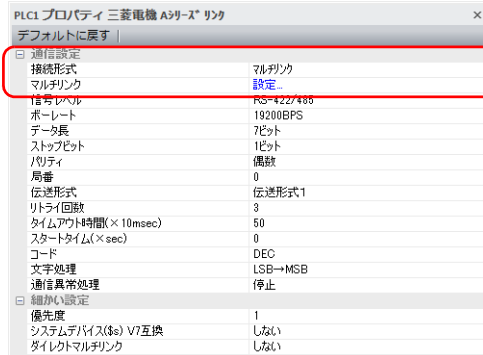 PLC1 プロパティ 三菱電機 Aシリーズ リンク ×
デフォルトに戻す
通信設定
接続形式 マルチリンク
マルチリンク 設定...
信号レベル RS-422/485
ボーレート 19200BPS
データ長 7ビット
ストップビット 1ビット
パリティ 偶数
局番 0
伝送形式 伝送形式1
リトライ回数 3
タイムアウト時間(×10msec) 50
スタートタイム(×sec) 0
コード DEC
文字処理 LSB→MSB
通信異常処理 停止
細かい設定
優先度 1
システムデバイス($s) V7互換 しない
ダイレクトマルチリンク しない